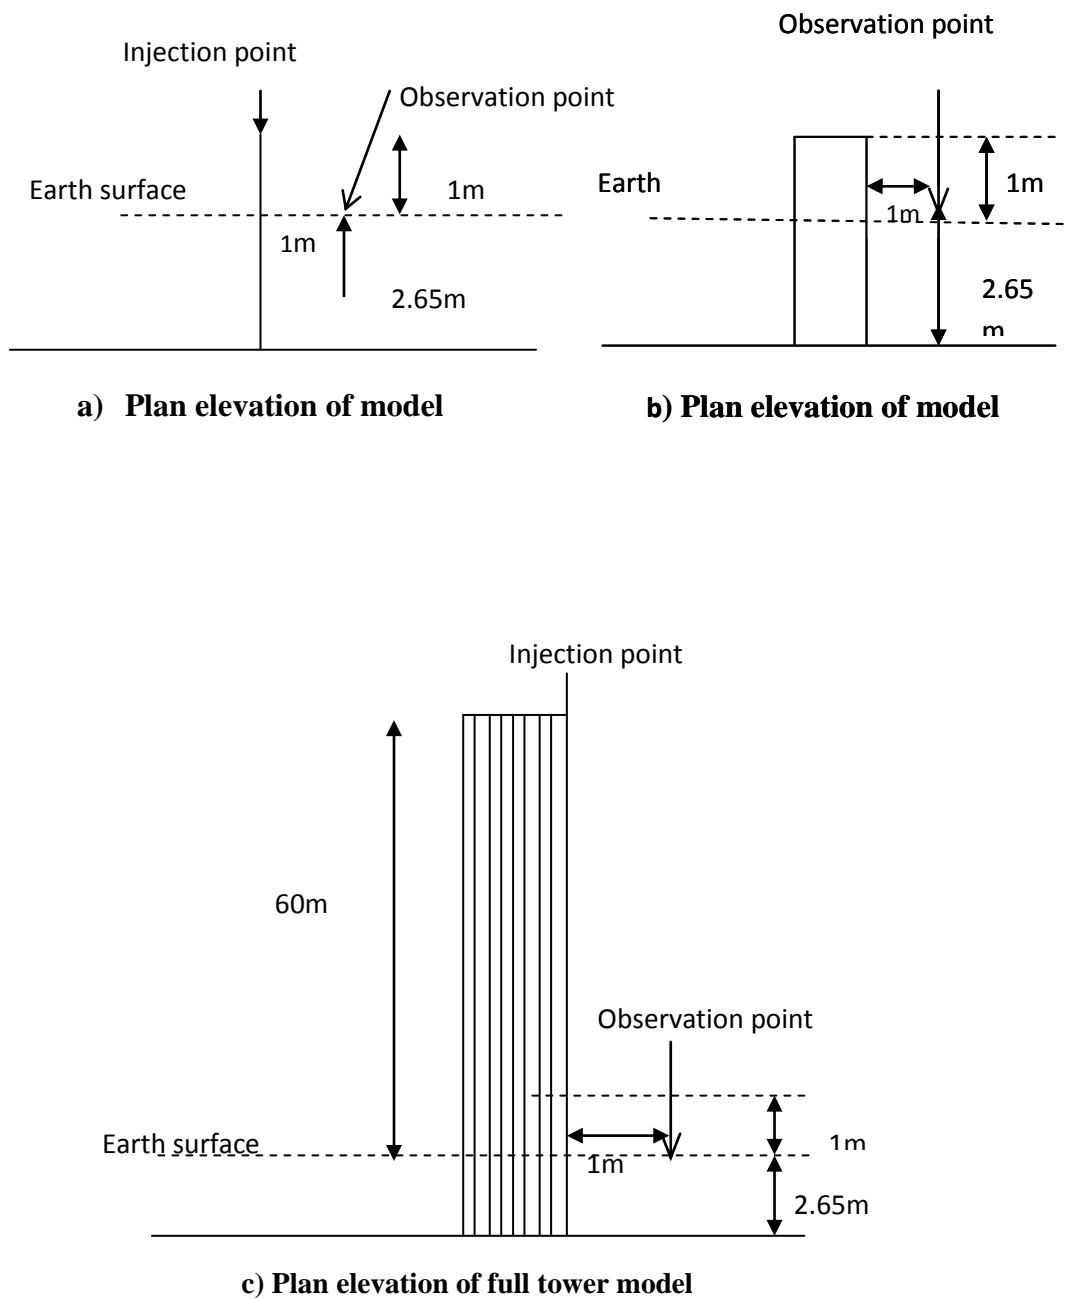 Observation point
Injection point
Observation point
Earth surface
1m
1m
2.65m
Earth
1m
1m
2.65
m
a) Plan elevation of model
b) Plan elevation of model
Injection point
60m
Observation point
Earth surface
1m
1m
2.65m
c) Plan elevation of full tower model